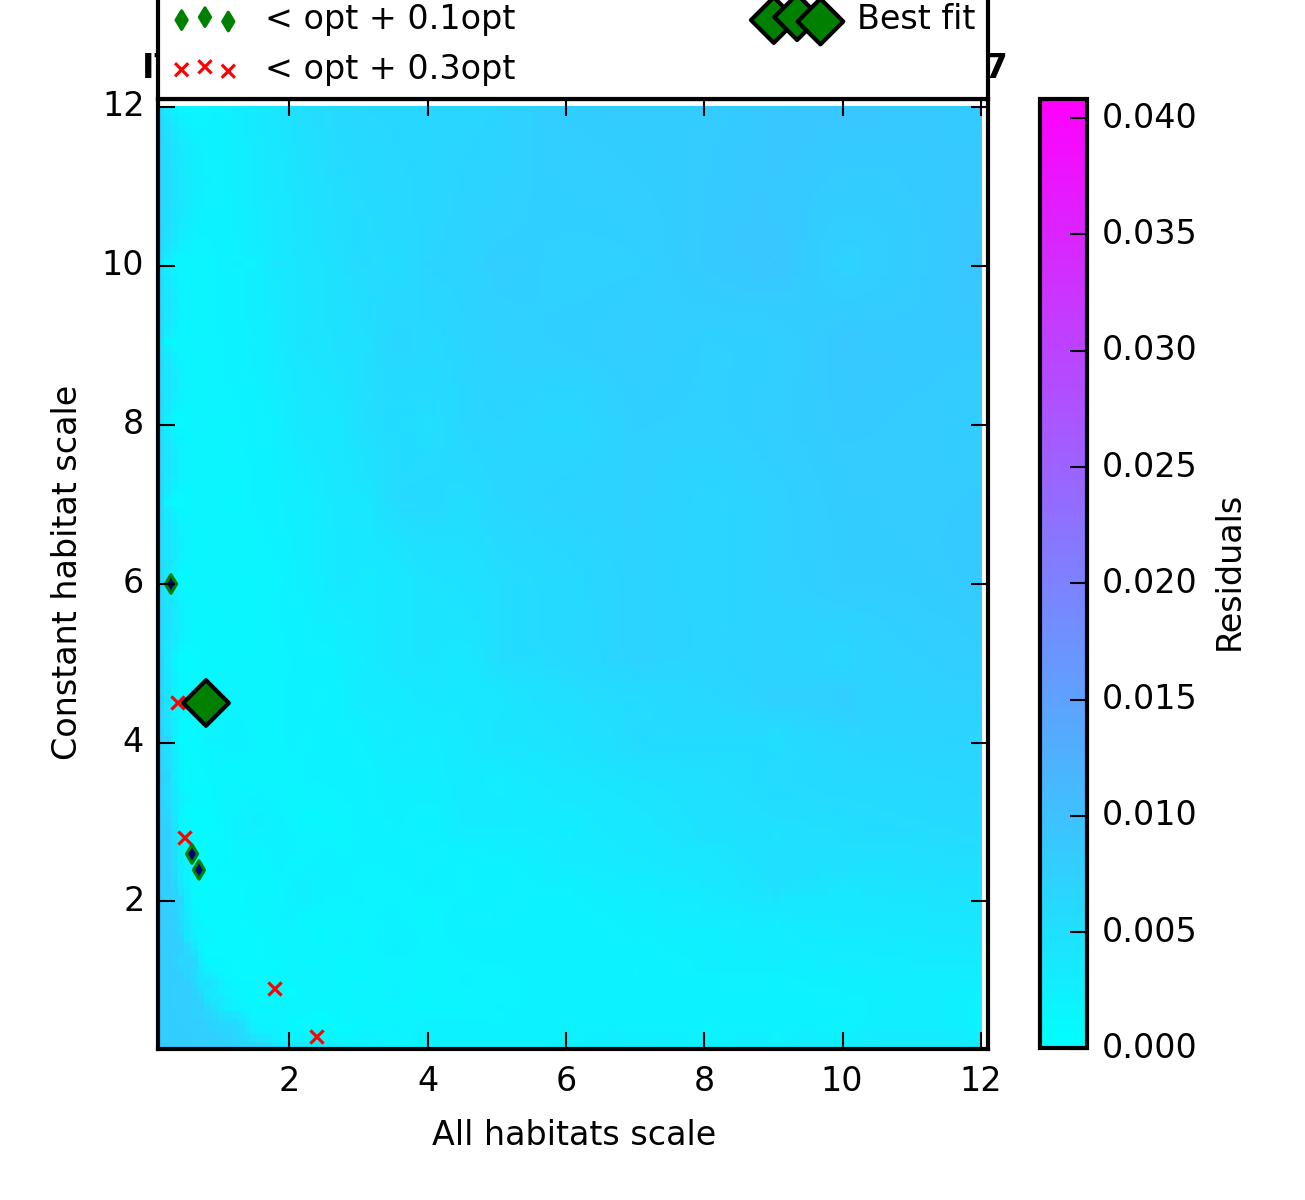 < opt + 0.1opt
Best fit
< opt + 0.3opt
7
12
10
8
6
4
2
Constant habitat scale
2 4 6 8 10 12
All habitats scale
0.040
0.035
0.030
0.025
0.020
0.015
0.010
0.005
0.000
Residuals